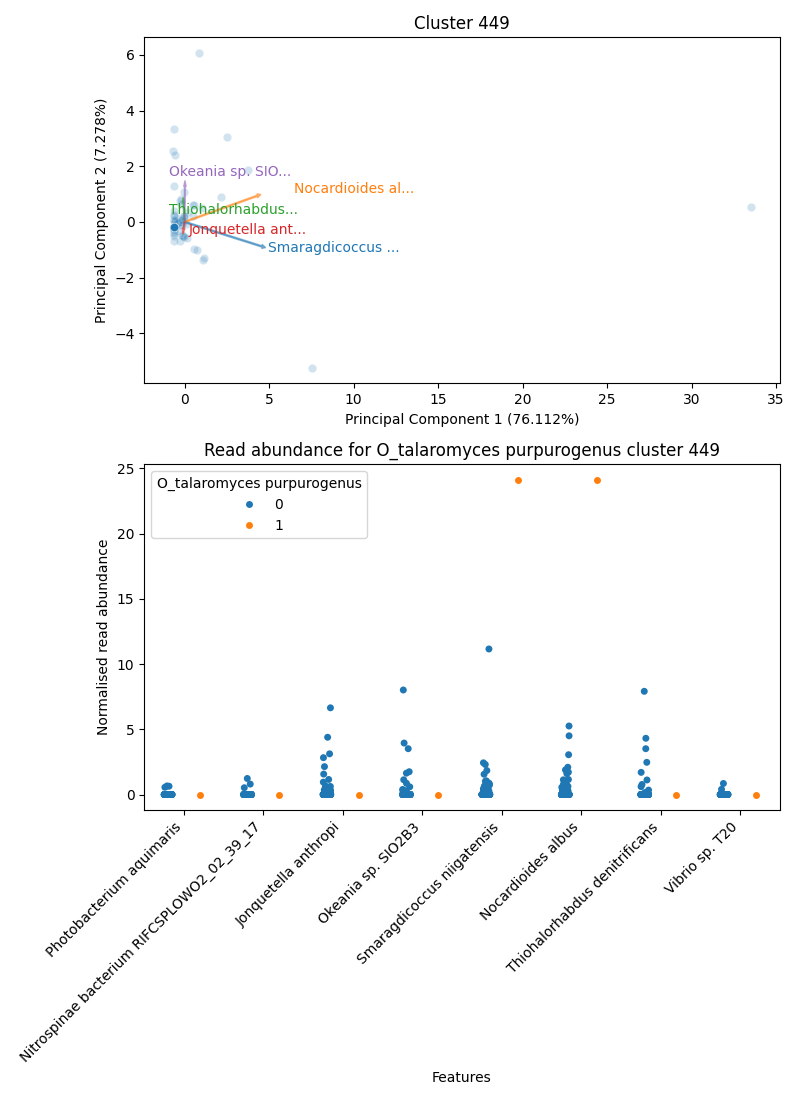 Cluster 449
6
4
2
0
−2
−4
Principal Component 2 (7.278%)
Okeania sp. SIO...
Nocardioides al...
Thiohalorhabdus...
Jonquetella ant...
Smaragdicoccus ...
0 5 10 15 20 25 30 35
Principal Component 1 (76.112%)
Read abundance for O_talaromyces purpurogenus cluster 449
25
20
15
10
5
0
Normalised read abundance
O_talaromyces purpurogenus
0
1
Photobacterium aquimaris
Nitrospinae bacterium RIFCSPLOWO2_02_39_17
Jonquetella anthropi
Okeania sp. SIO2B3
Smaragdicoccus niigatensis
Nocardioides albus
Thiohalorhabdus denitrificans
Vibrio sp. T20
Features